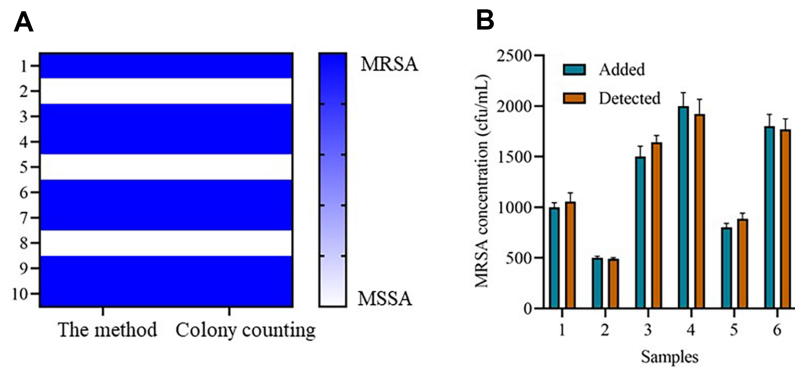 A
1
2
3
4
5
6
7
8
9
10
The method Colony counting
MRSA
MSSA
B
MRSA concentration (cfu/mL)
2500
2000
1500
1000
500
0
Added
Detected
1 2 3 4 5 6
Samples